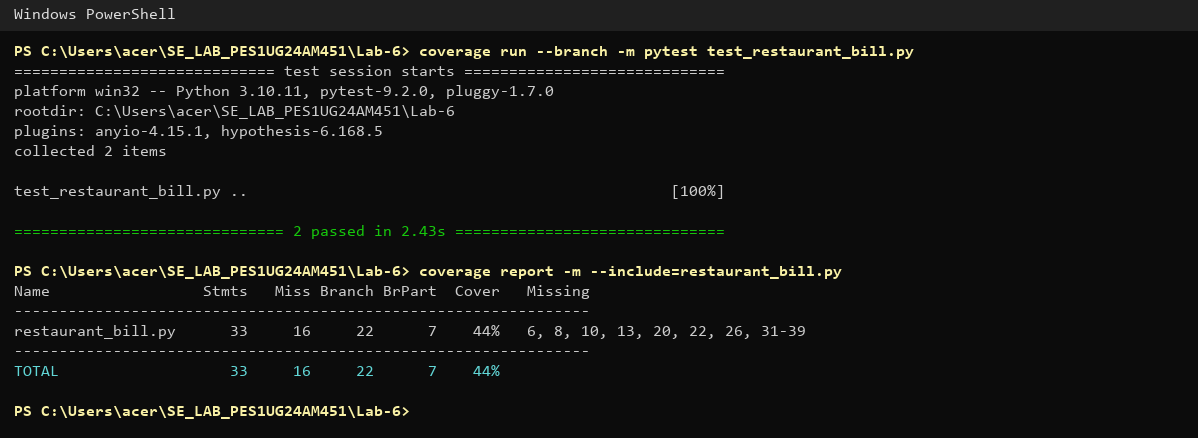 Windows PowerShell
PS C:\Users\acer\SE_LAB_PES1UG24AM451\Lab-6> coverage run --branch -m pytest test_restaurant_bill.py
============================= test session starts =============================
platform win32 -- Python 3.10.11, pytest-9.2.0, pluggy-1.7.0
rootdir: C:\Users\acer\SE_LAB_PES1UG24AM451\Lab-6
plugins: anyio-4.15.1, hypothesis-6.168.5
collected 2 items
test_restaurant_bill.py ..                                               [100%]
============================== 2 passed in 2.43s ==============================
PS C:\Users\acer\SE_LAB_PES1UG24AM451\Lab-6> coverage report -m --include=restaurant_bill.py
Name                 Stmts   Miss Branch BrPart  Cover   Missing
----------------------------------------------------------------
restaurant_bill.py      33     16     22      7    44%   6, 8, 10, 13, 20, 22, 26, 31-39
----------------------------------------------------------------
TOTAL                   33     16     22      7    44%
PS C:\Users\acer\SE_LAB_PES1UG24AM451\Lab-6>